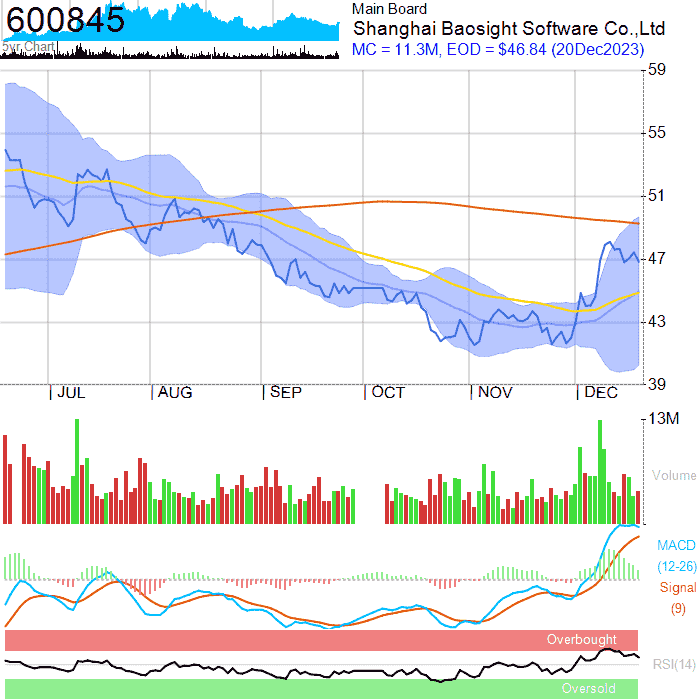 600845
5yr Chart
Main Board
Shanghai Baosight Software Co.,Ltd
MC = 11.3M, EOD = $46.84 (20Dec2023)
59
55
51
47
43
39
JUL
AUG
SEP
OCT
NOV
DEC
13M
Volume
MACD
(12-26)
Signal
(9)
Overbought
RSI(14)
Oversold